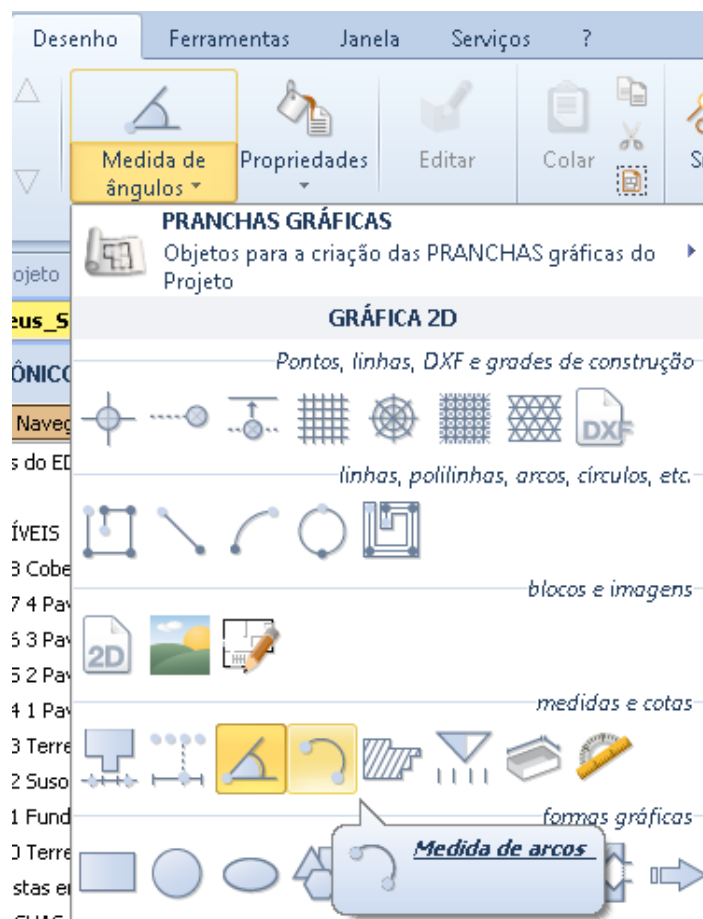 Desenho Ferramentas Janela Serviços ?
Medida de ângulos
Propriedades
Editar
Colar
PRANCHAS GRÁFICAS
Objetos para a criação das PRANCHAS gráficas do
Projeto
ojeto
GRÁFICA 2D
eus_S
Pontos, linhas, DXF e grades de construção
ÔNICO
Naveg
DXF
s do ED
linhas, polilinhas, arcos, círculos, etc.
ÍVEIS
3 Cobe
blocos e imagens
7 4 Pav
6 3 Pav
2D
5 2 Pav
4 1 Pav
medidas e cotas
3 Terre
2 Suso
1 Fund
formas gráficas
0 Terre
Medida de arcos
stas en